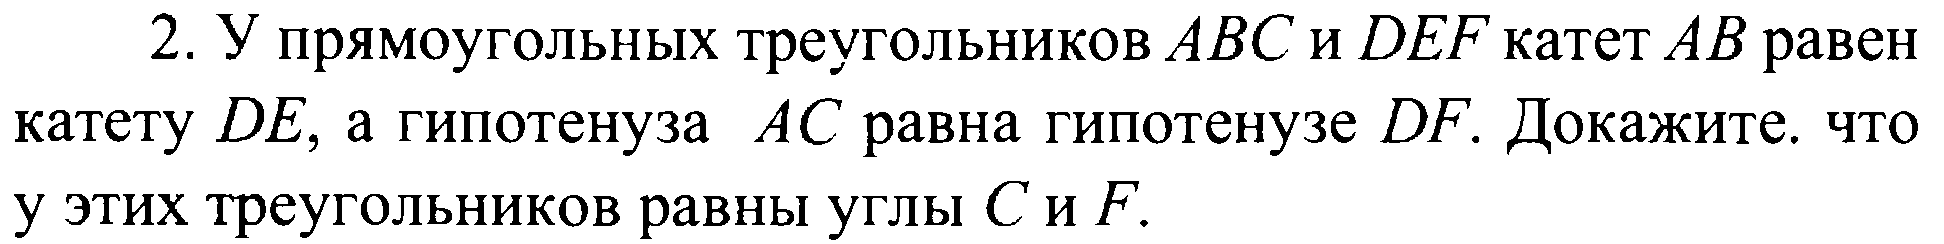 2. У прямоугольных треугольников ABC и DEF катет AB равен
катету DE, а гипотенуза AC равна гипотенузе DF. Докажите. что
у этих треугольников равны углы C и F.